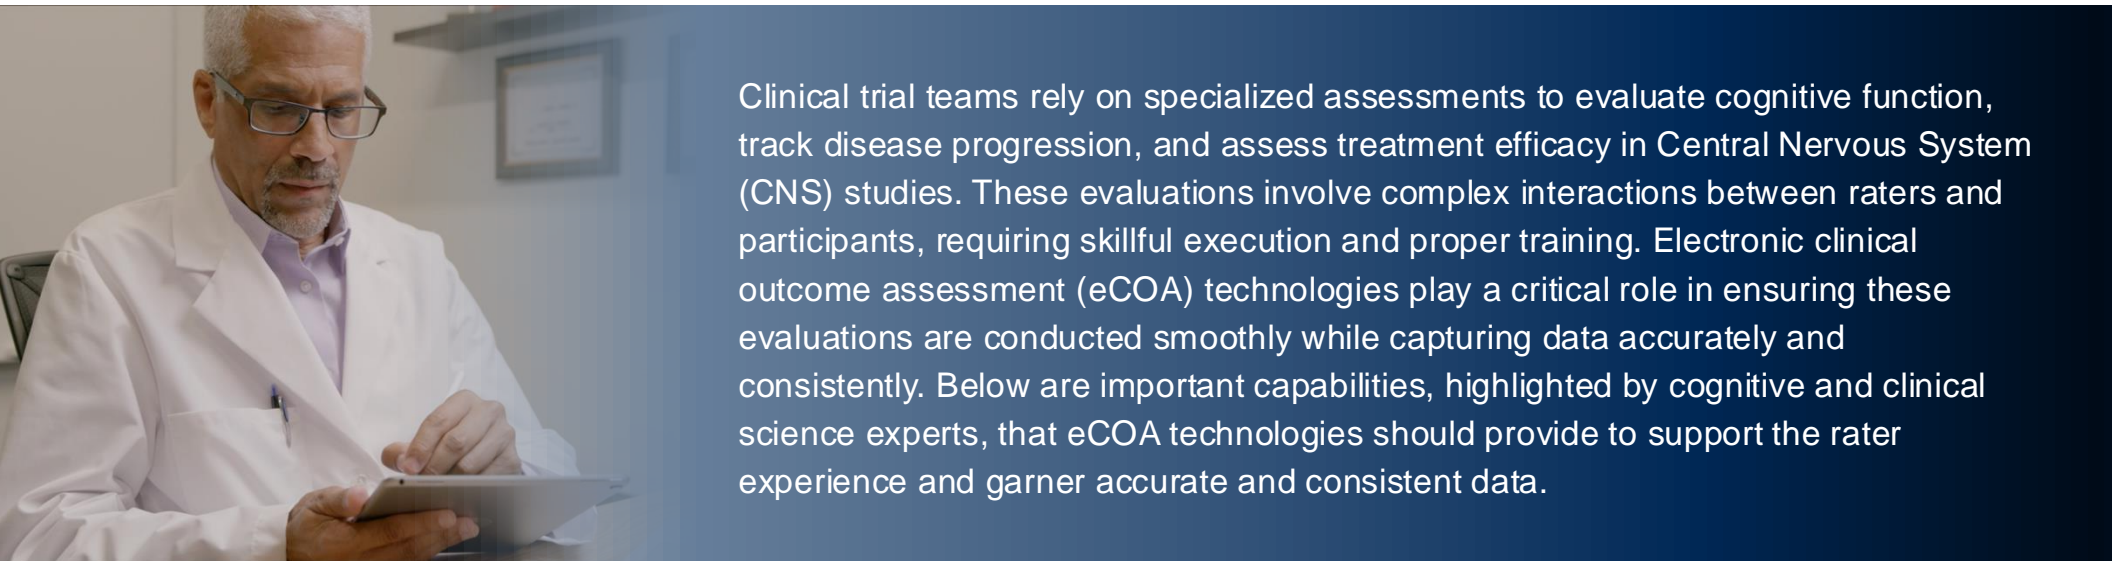 Clinical trial teams rely on specialized assessments to evaluate cognitive function,
track disease progression, and assess treatment efficacy in Central Nervous System
(CNS) studies. These evaluations involve complex interactions between raters and
participants, requiring skillful execution and proper training. Electronic clinical
outcome assessment (eCOA) technologies play a critical role in ensuring these
evaluations are conducted smoothly while capturing data accurately and
consistently. Below are important capabilities, highlighted by cognitive and clinical
science experts, that eCOA technologies should provide to support the rater
experience and garner accurate and consistent data.